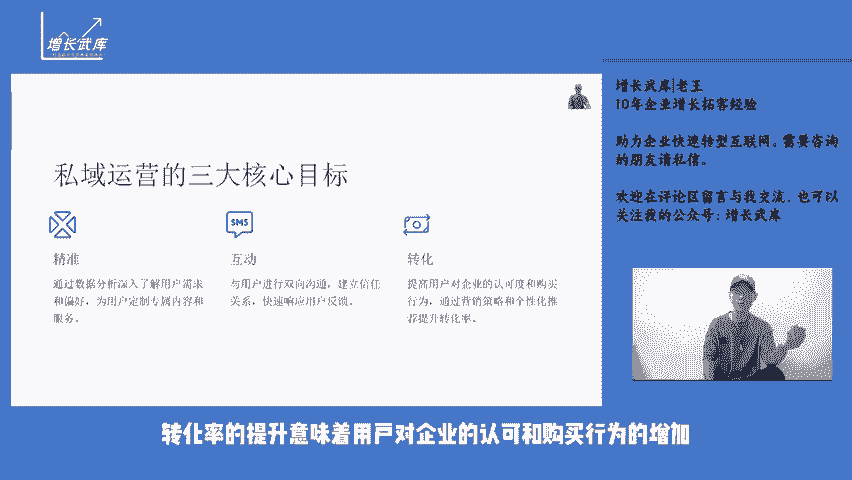 增长武库
增长武库|老王
10年企业增长拓客经验
助力企业快速转型互联网。需要咨询
的朋友请私信。
欢迎在评论区留言与我交流. 也可以
关注我的公众号: 增长武库
私域运营的三大核心目标
SMS
精准
通过数据分析深入了解用户需求
和偏好，为用户定制专属内容和
服务。
互动
与用户进行双向沟通，建立信任
关系，快速响应用户反馈。
转化
提高用户对企业的认可度和购买
行为，通过营销策略和个性化推
荐提升转化率。
转化率的提升意味着用户对企业的认可和购买行为的增加